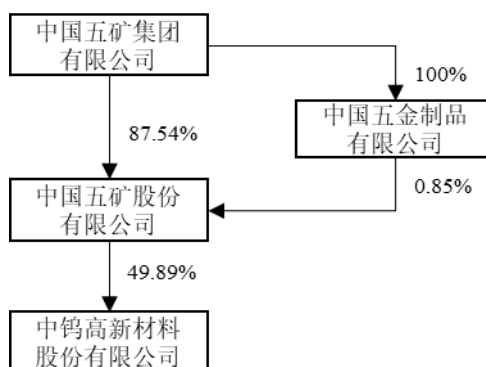 中国五矿集团
有限公司
100%
中国五金制品
有限公司
87.54%
0.85%
中国五矿股份
有限公司
49.89%
中钨高新材料
股份有限公司